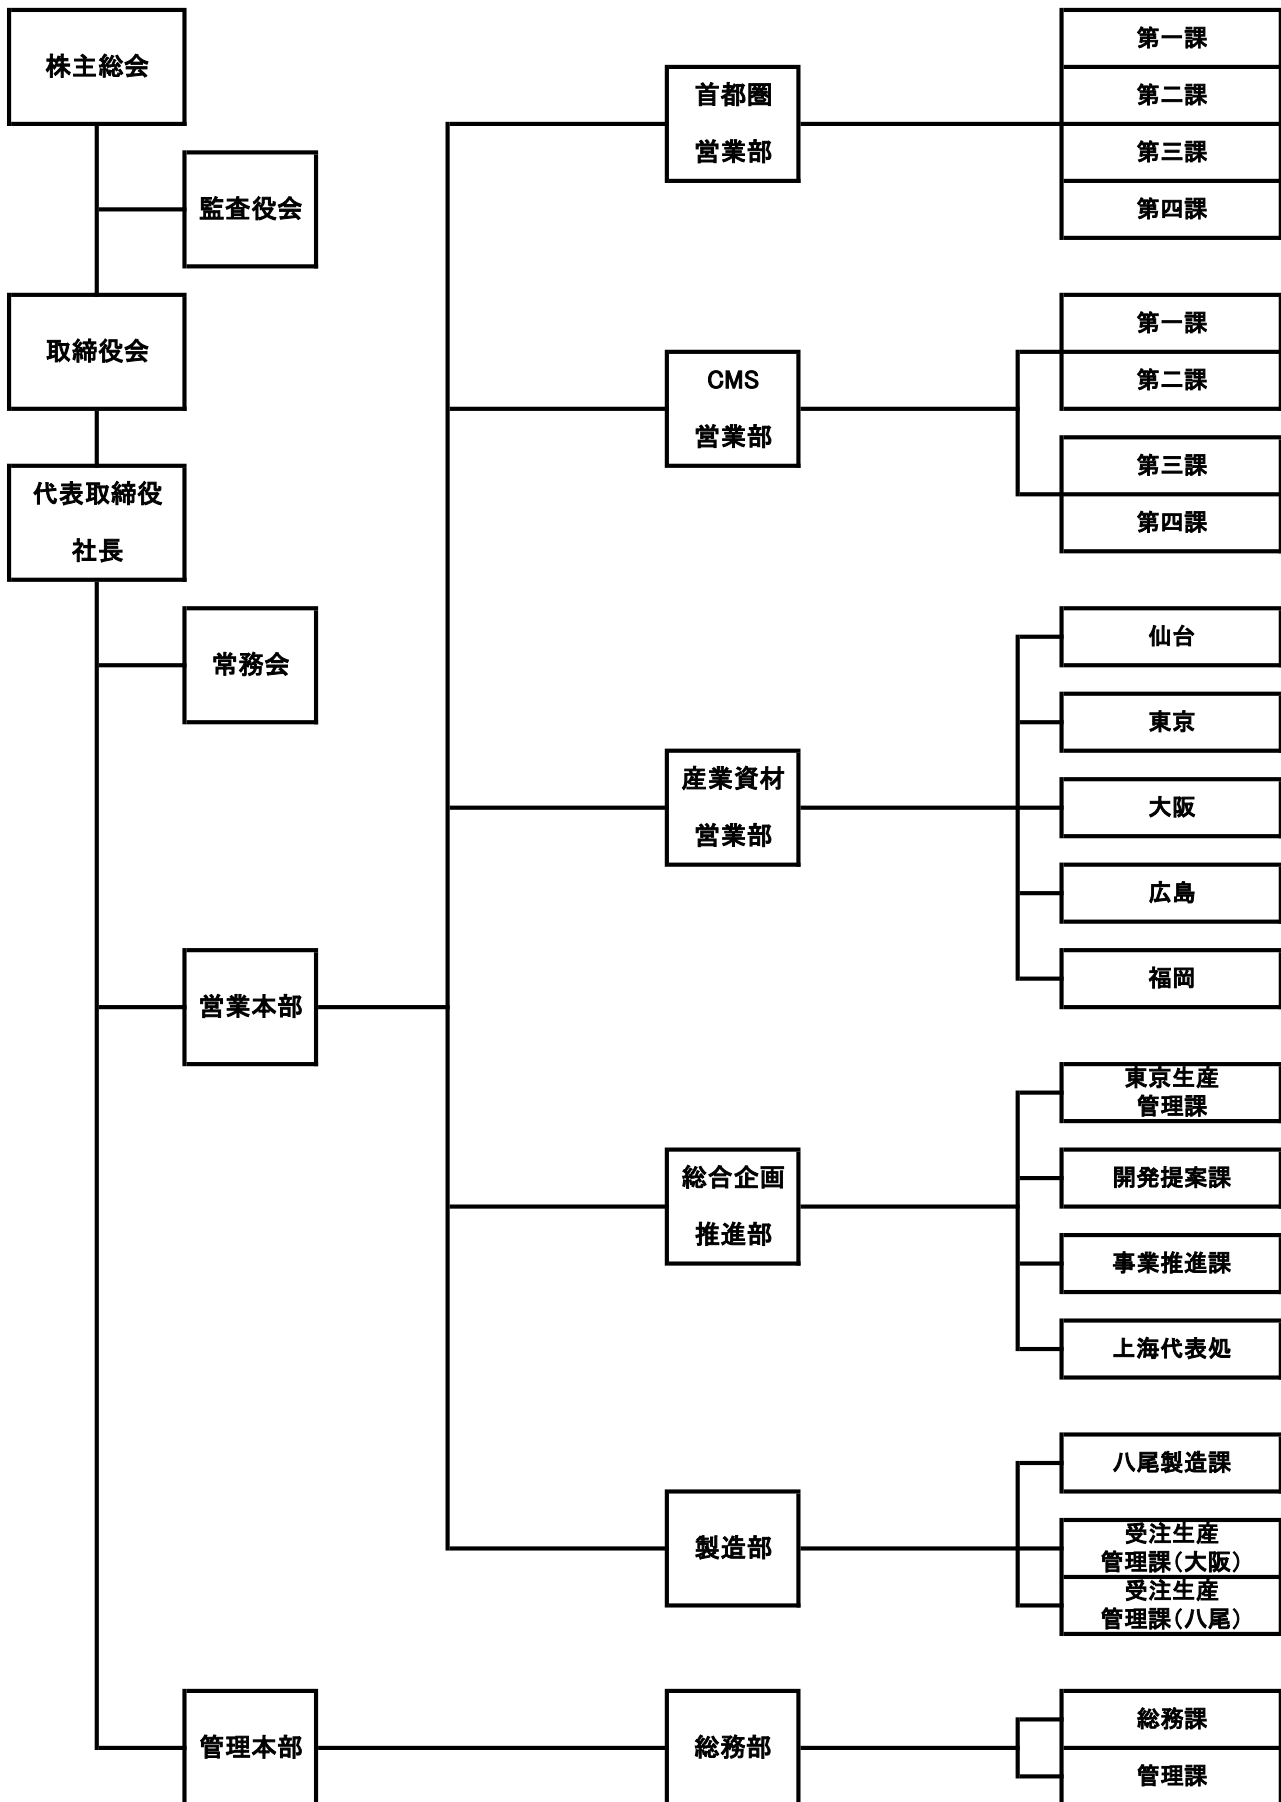 株主総会
監査役会
取締役会
代表取締役
社長
常務会
営業本部
管理本部
首都圏
営業部
第一課
第二課
第三課
第四課
CMS
営業部
第一課
第二課
第三課
第四課
産業資材
営業部
仙台
東京
大阪
広島
福岡
総合企画
推進部
東京生産
管理課
開発提案課
事業推進課
上海代表処
製造部
八尾製造課
受注生産
管理課(大阪)
受注生産
管理課(八尾)
総務部
総務課
管理課